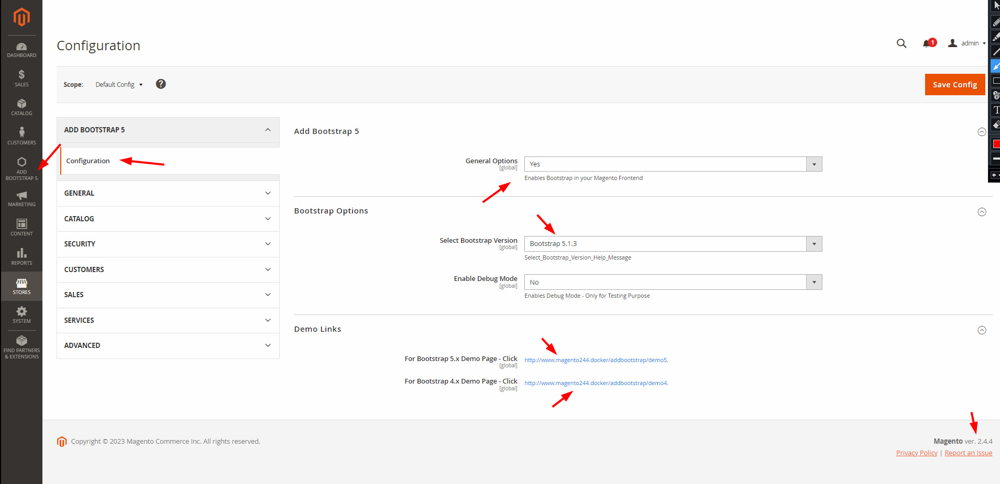 DASHBOARD
SALES
CATALOG
CUSTOMERS
ADD
BOOTSTRAP 5
MARKETING
CONTENT
REPORTS
STORES
SYSTEM
FIND PARTNERS
& EXTENSIONS
Configuration
1
admin
Scope: Default Config ?
Save Config
ADD BOOTSTRAP 5
Configuration
GENERAL
CATALOG
SECURITY
CUSTOMERS
SALES
SERVICES
ADVANCED
Add Bootstrap 5
General Options Yes
[global]
Enables Bootstrap in your Magento Frontend
Bootstrap Options
Select Bootstrap Version Bootstrap 5.1.3
[global]
Select_Bootstrap_Version_Help_Message
Enable Debug Mode No
[global]
Enables Debug Mode - Only for Testing Purpose
Demo Links
For Bootstrap 5.x Demo Page - Click http://www.magento244.docker/addbootstrap/demo5.
[global]
For Bootstrap 4.x Demo Page - Click http://www.magento244.docker/addbootstrap/demo4.
[global]
Copyright © 2023 Magento Commerce Inc. All rights reserved.
Magento ver. 2.4.4
Privacy Policy | Report an Issue
T